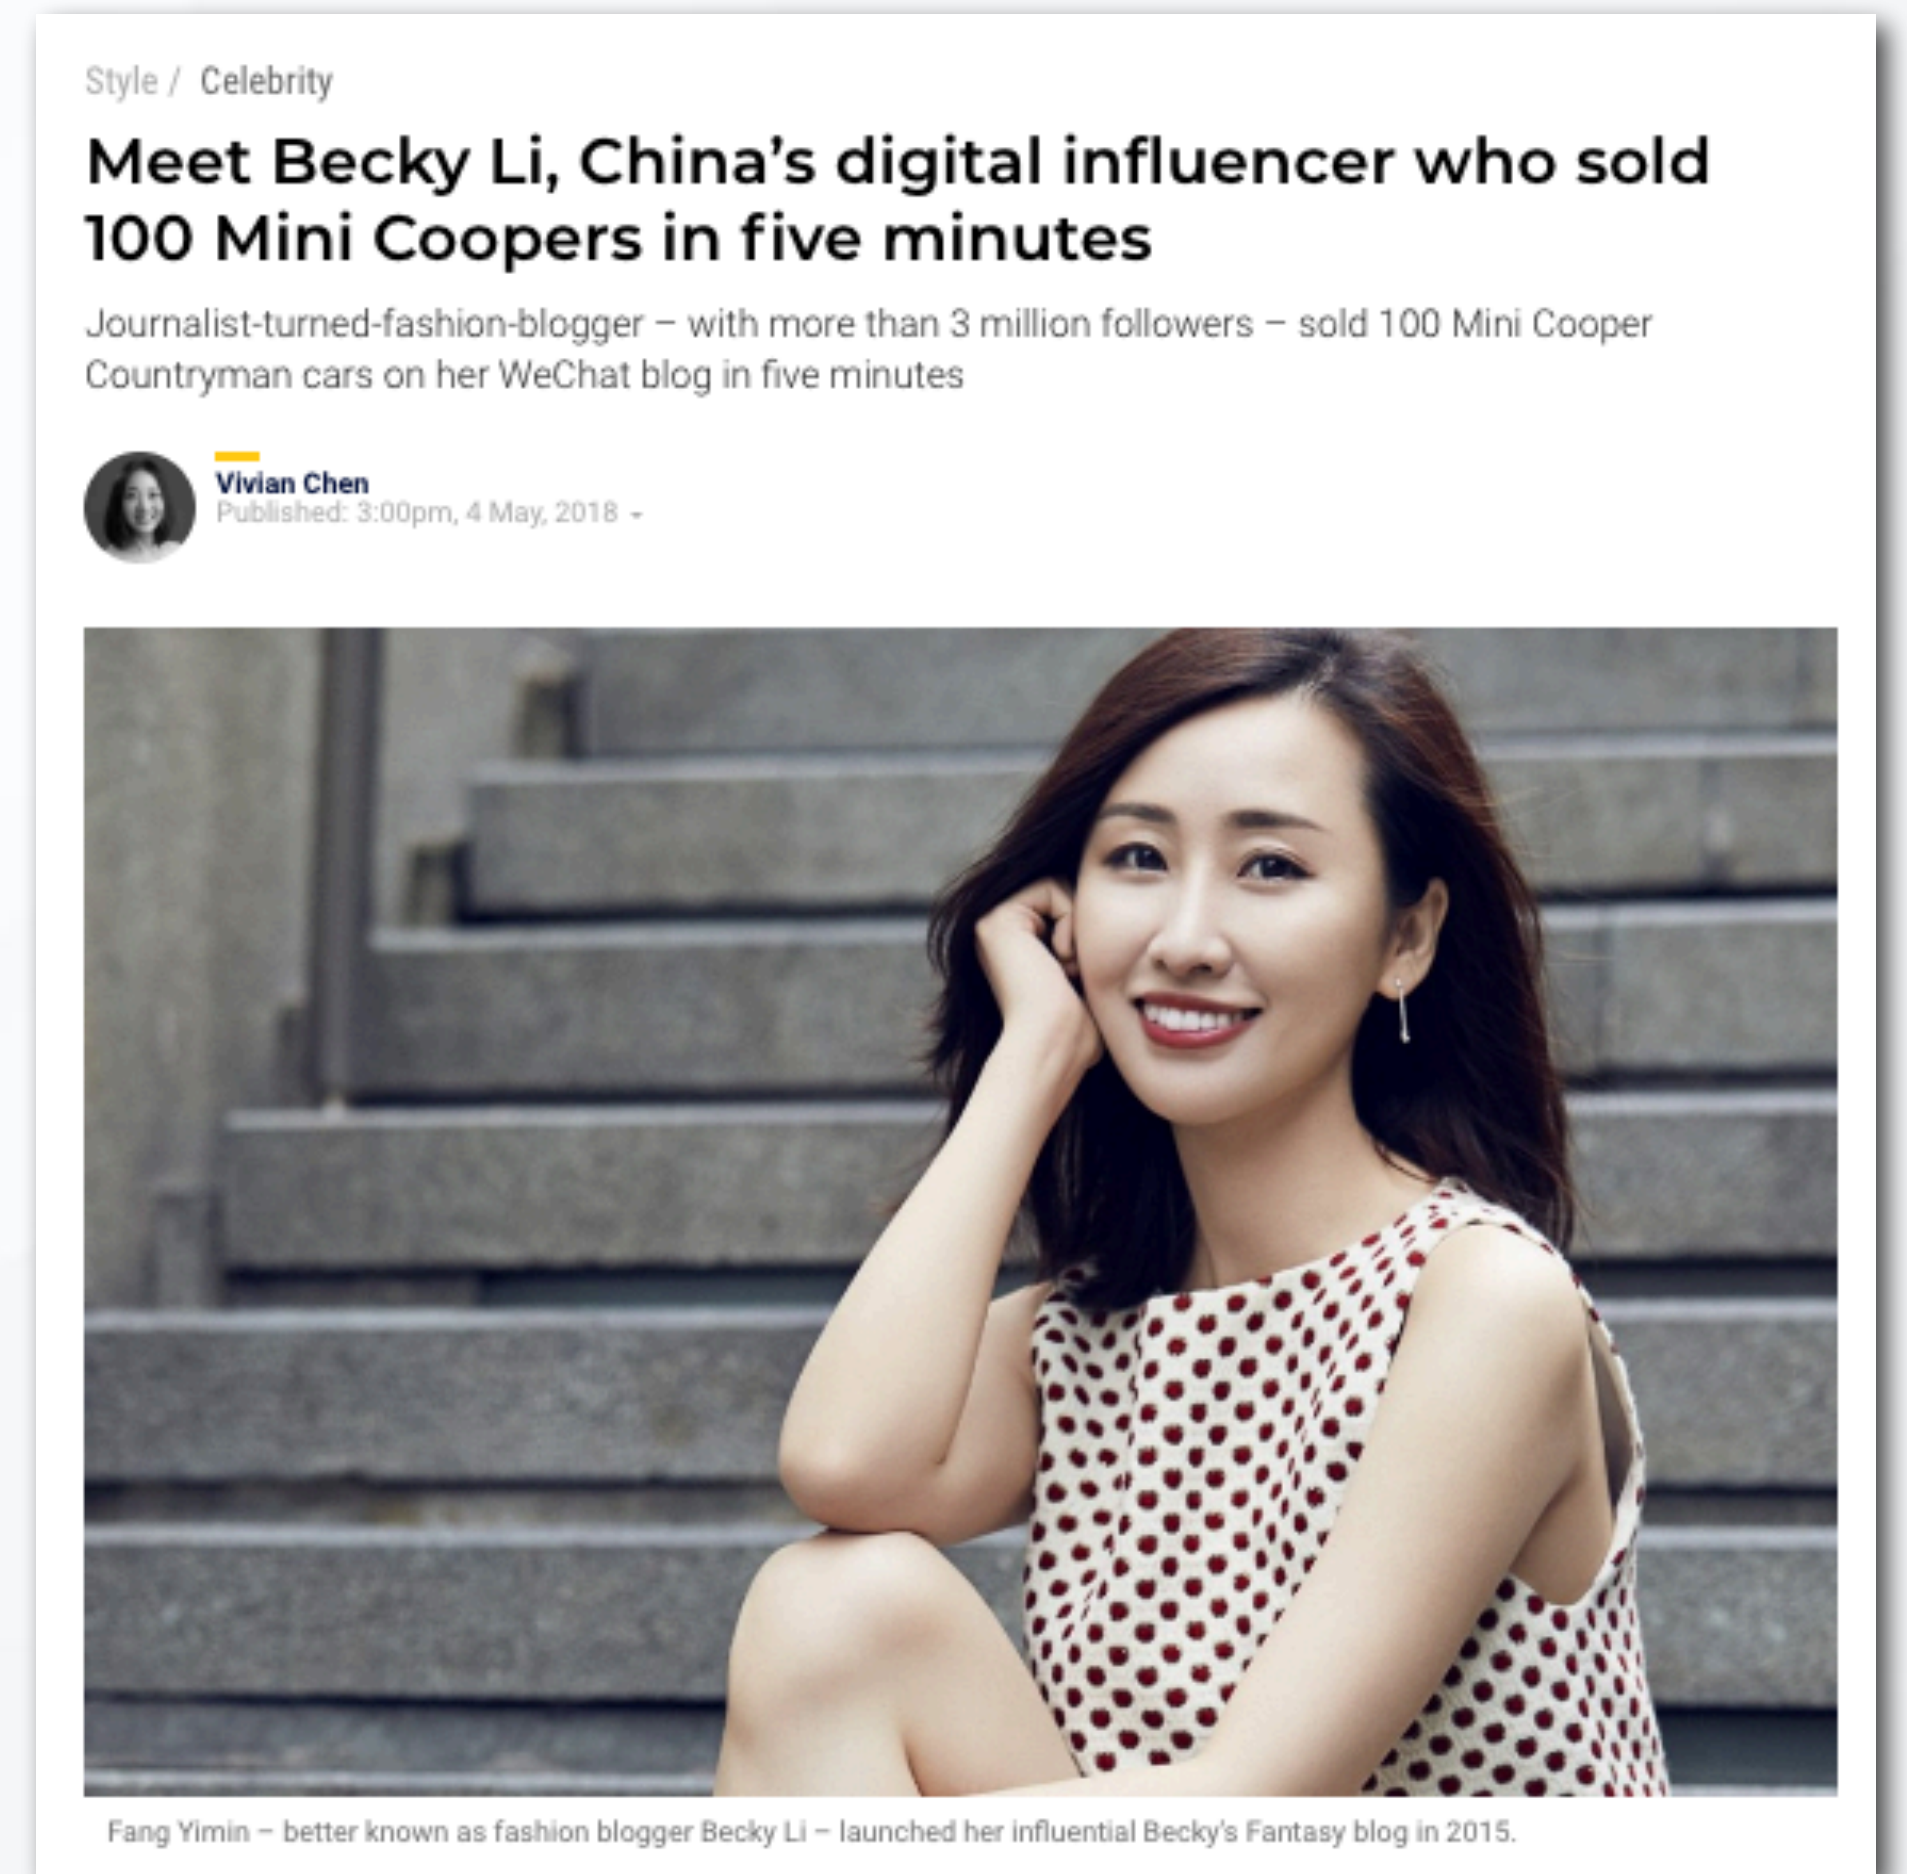 Style / Celebrity
Meet Becky Li, China’s digital influencer who sold
100 Mini Coopers in five minutes
Journalist-turned-fashion-blogger – with more than 3 million followers – sold 100 Mini Cooper
Countryman cars on her WeChat blog in five minutes
Vivian Chen
Published: 3:00pm, 4 May, 2018
Fang Yimin – better known as fashion blogger Becky Li – launched her influential Becky's Fantasy blog in 2015.